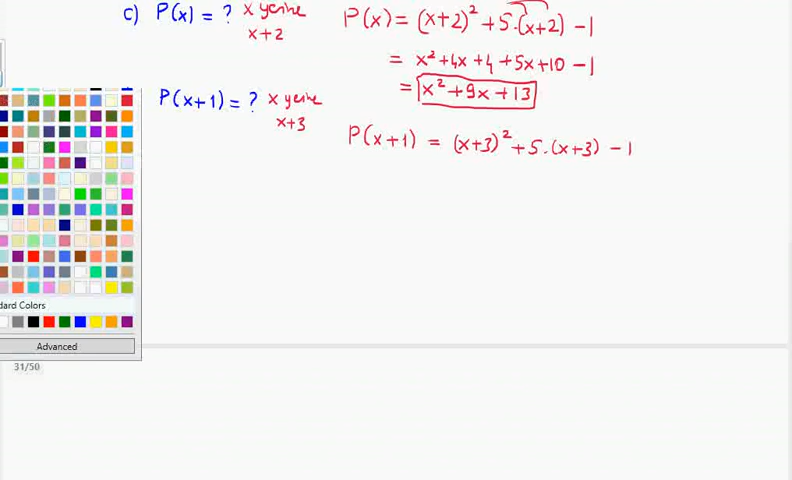 c) P(x) = ? x yerine x+2
P(x) = (x+2)² + 5.(x+2) - 1
= x² + 4x + 4 + 5x + 10 - 1
= x² + 9x + 13
P(x+1) = ? x yerine x+3
P(x+1) = (x+3)² + 5.(x+3) - 1
dard Colors
Advanced
31/50